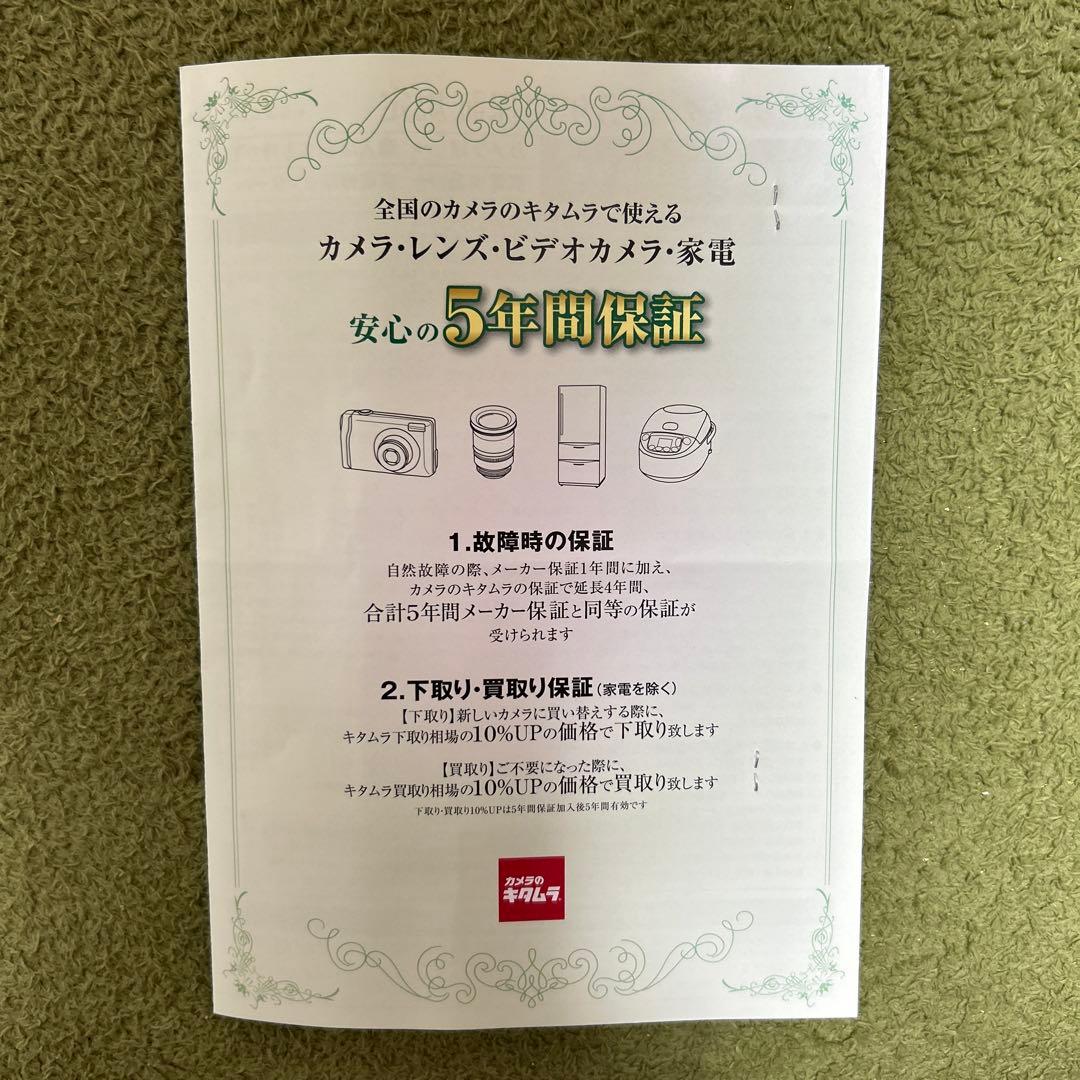 全国のカメラのキタムラで使える
カメラ・レンズ・ビデオカメラ・家電
安心の5年間保証
1.故障時の保証
自然故障の際、メーカー保証1年間に加え、
カメラのキタムラの保証で延長4年間、
合計5年間メーカー保証と同等の保証が
受けられます
2.下取り・買取り保証(家電を除く)
【下取り】新しいカメラに買い替えする際に、
キタムラ下取り相場の10%UPの価格で下取り致します
【買取り】ご不要になった際に、
キタムラ買取り相場の10%UPの価格で買取り致します
下取り・買取り10%UPは5年間保証加入後5年間有効です
カメラの
キタムラ